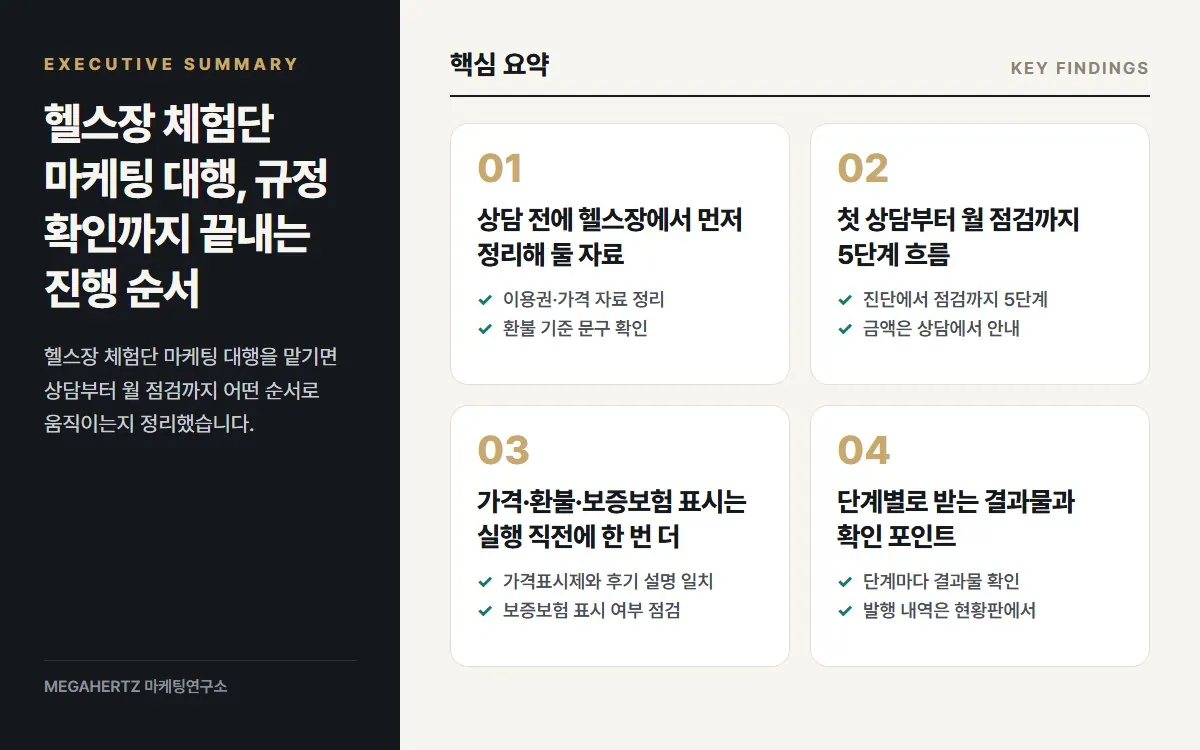 EXECUTIVE SUMMARY
헬스장 체험단
마케팅 대행, 규정
확인까지 끝내는
진행 순서
헬스장 체험단 마케팅 대행을 맡기면
상담부터 월 점검까지 어떤 순서로
움직이는지 정리했습니다.
MEGAHERTZ 마케팅연구소
핵심 요약
KEY FINDINGS
01
상담 전에 헬스장에서 먼저
정리해 둘 자료
✓ 이용권·가격 자료 정리
✓ 환불 기준 문구 확인
02
첫 상담부터 월 점검까지
5단계 흐름
✓ 진단에서 점검까지 5단계
✓ 금액은 상담에서 안내
03
가격·환불·보증보험 표시는
실행 직전에 한 번 더
✓ 가격표시제와 후기 설명 일치
✓ 보증보험 표시 여부 점검
04
단계별로 받는 결과물과
확인 포인트
✓ 단계마다 결과물 확인
✓ 발행 내역은 현황판에서